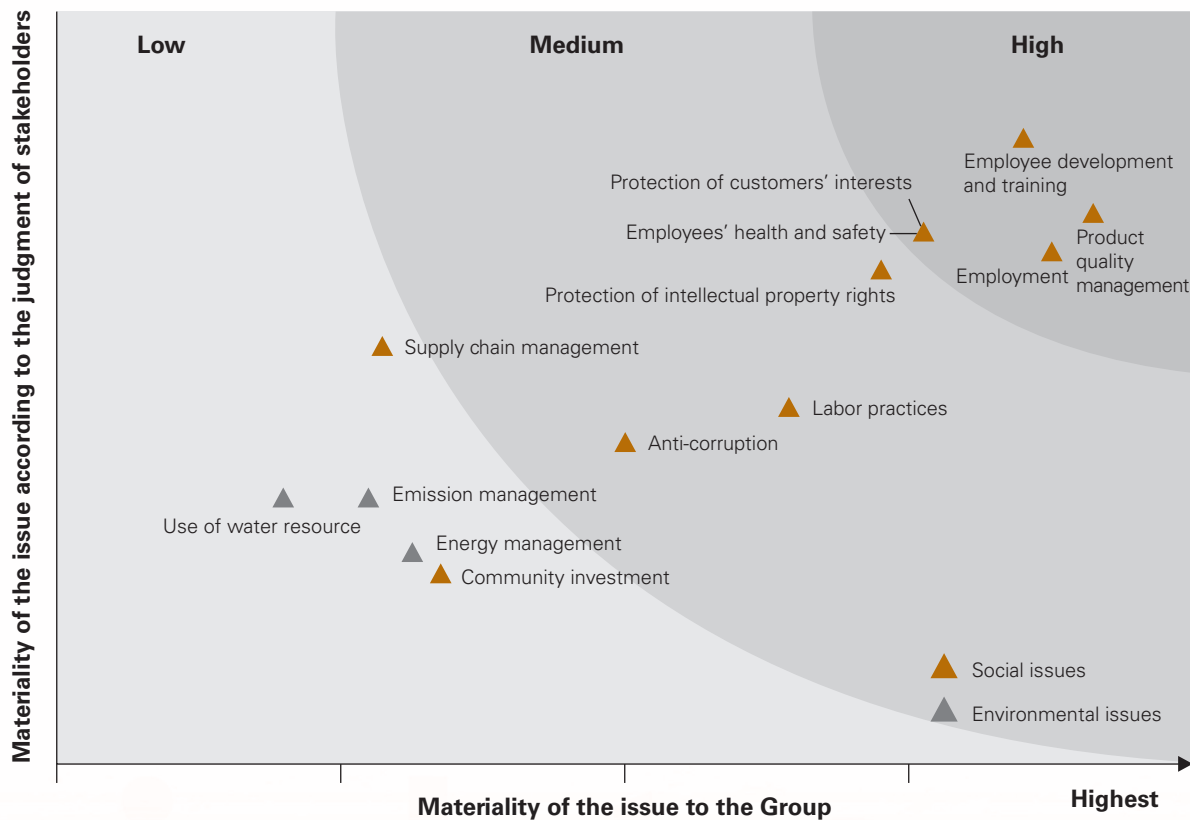 Materiality of the issue according to the judgment of stakeholders
Low
Medium
High
Employee development
and training
Protection of customers’ interests
Employees’ health and safety
Product
quality
management
Employment
Protection of intellectual property rights
Supply chain management
Labor practices
Anti-corruption
Emission management
Use of water resource
Energy management
Community investment
Social issues
Environmental issues
Materiality of the issue to the Group
Highest